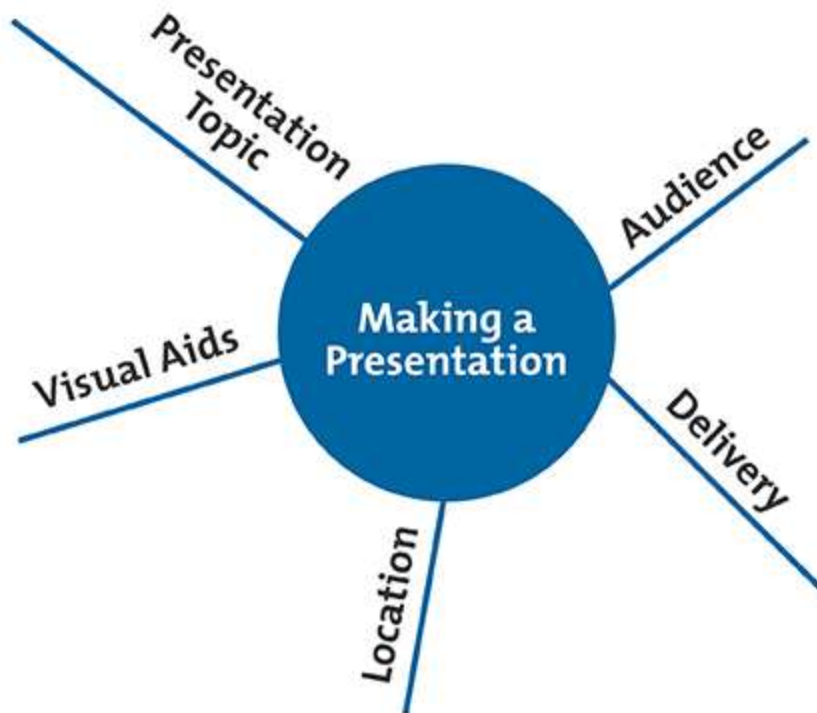 Presentation
Topic
Audience
Making a
Presentation
Visual Aids
Delivery
Location